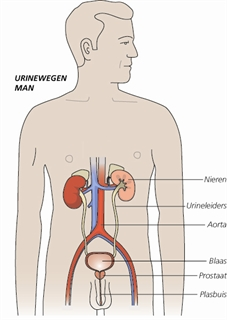 URINEWEGEN
MAN
Nieren
Urineleiders
Aorta
Blaas
Prostaat
Plasbuis